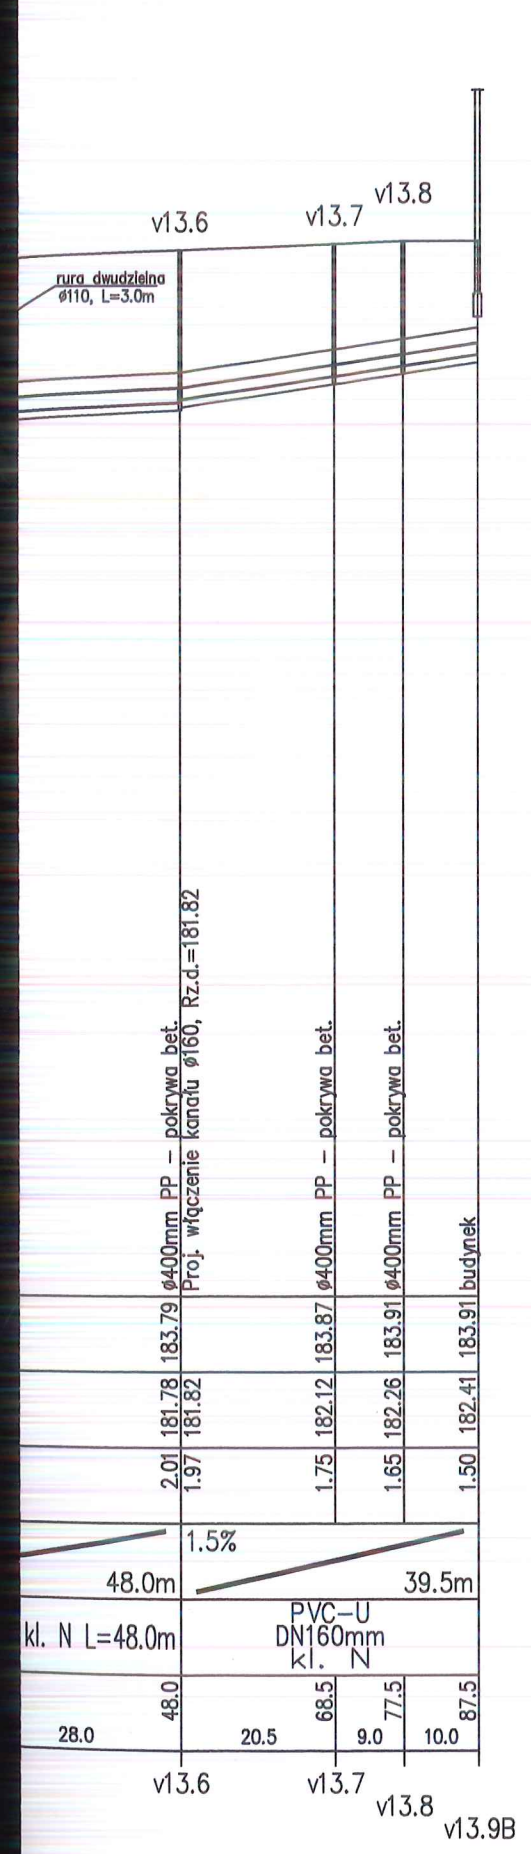 v13.6
v13.7
v13.8
rura dwudzielna
ø110, L=3.0m
ø400mm PP – pokrywa bet.
Proj. włączenie kanału ø160, Rz.d.=181.82
ø400mm PP – pokrywa bet.
ø400mm PP – pokrywa bet.
budynek
183.79
183.87
183.91
183.91
181.78
181.82
182.12
182.26
182.41
2.01
1.97
1.75
1.65
1.50
1.5%
48.0m
39.5m
kl. N L=48.0m
PVC–U
DN160mm
kl. N
48.0
68.5
77.5
87.5
28.0
20.5
9.0
10.0
v13.6
v13.7
v13.8
v13.9B